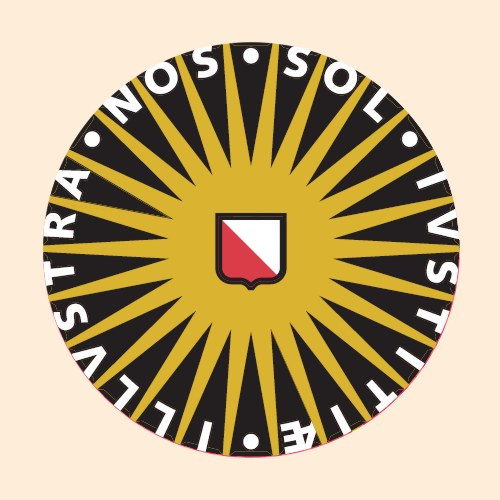 SOL • IVSTITIÆ • ILLVSTRA • NOS •